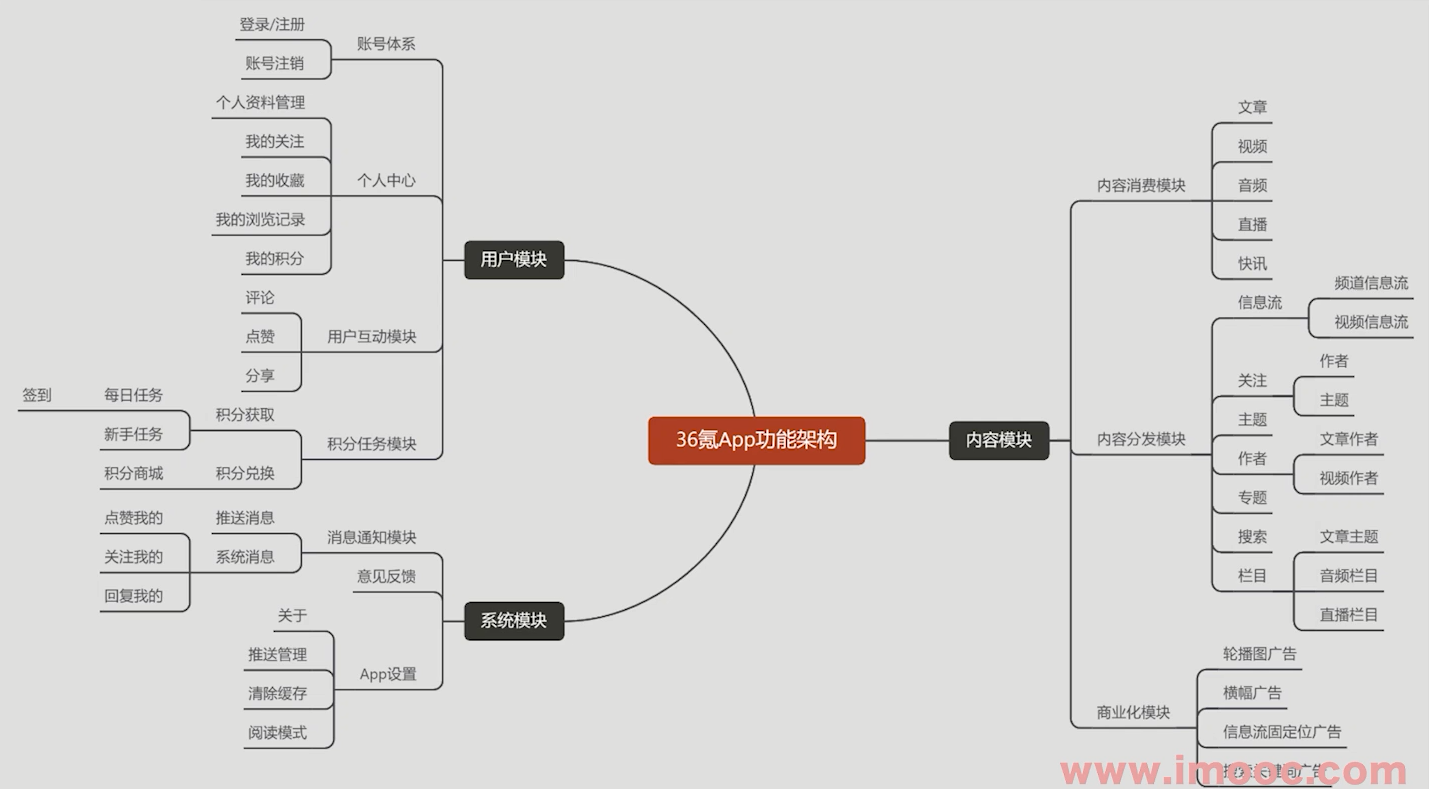 36氪App功能架构
用户模块
账号体系
登录/注册
账号注销
个人中心
个人资料管理
我的关注
我的收藏
我的浏览记录
我的积分
用户互动模块
评论
点赞
分享
积分任务模块
积分获取
每日任务
签到
新手任务
积分兑换
积分商城
系统模块
消息通知模块
推送消息
系统消息
点赞我的
关注我的
回复我的
意见反馈
App设置
关于
推送管理
清除缓存
阅读模式
内容模块
内容消费模块
文章
视频
音频
直播
快讯
内容分发模块
信息流
频道信息流
视频信息流
关注
作者
主题
主题
作者
文章作者
视频作者
专题
搜索
栏目
文章主题
音频栏目
直播栏目
商业化模块
轮播图广告
横幅广告
信息流固定位广告
搜索关键词广告
www.imooc.com